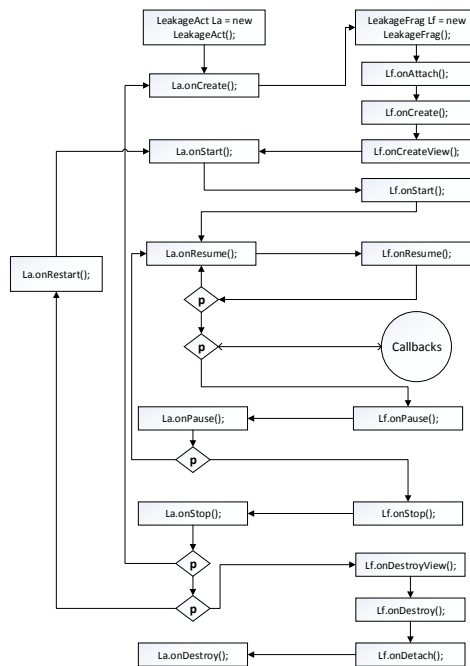 LeakageAct La = new
LeakageAct();
LeakageFrag Lf = new
LeakageFrag();
Lf.onAttach();
La.onCreate();
Lf.onCreate();
La.onStart();
Lf.onCreateView();
Lf.onStart();
La.onResume();
Lf.onResume();
La.onRestart();
p
p
Callbacks
La.onPause();
Lf.onPause();
p
La.onStop();
Lf.onStop();
p
Lf.onDestroyView();
p
Lf.onDestroy();
La.onDestroy();
Lf.onDetach();